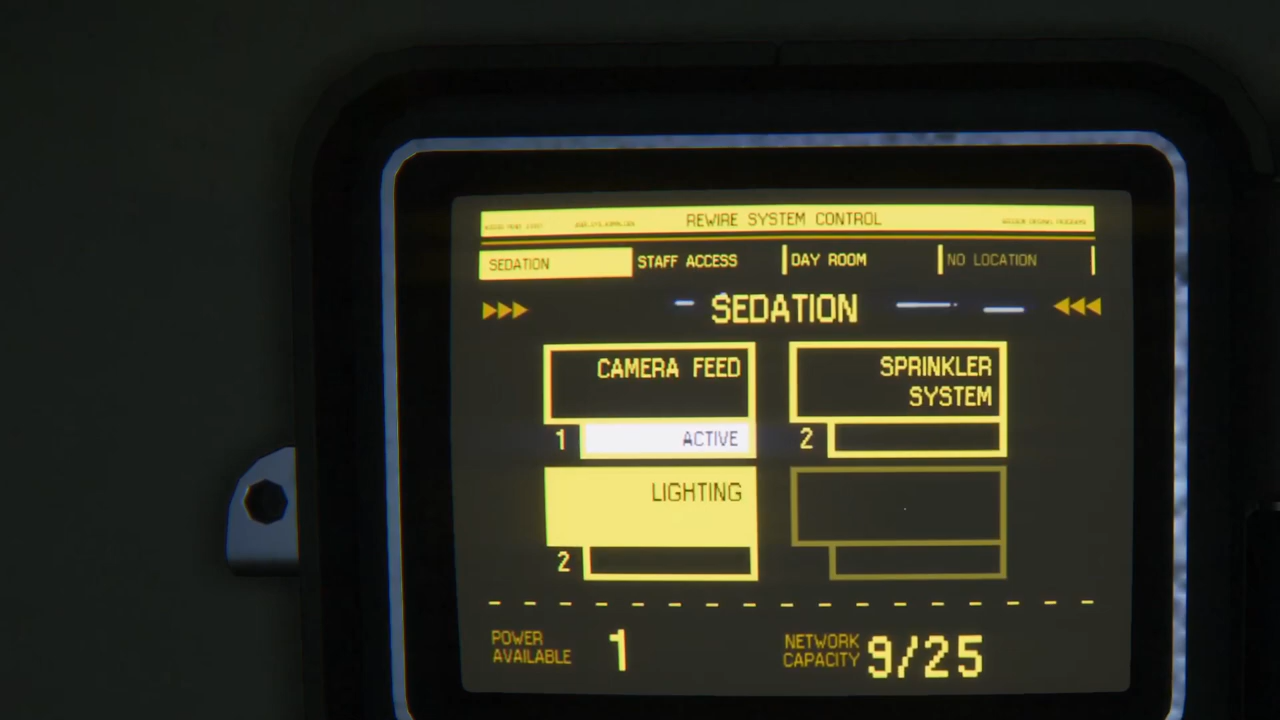 REWIRE SYSTEM CONTROL
SEDATION STAFF ACCESS DAY ROOM NO LOCATION
SEDATION
CAMERA FEED
1 ACTIVE
SPRINKLER
SYSTEM
2
LIGHTING
2
POWER
AVAILABLE
1
NETWORK
CAPACITY
9/25